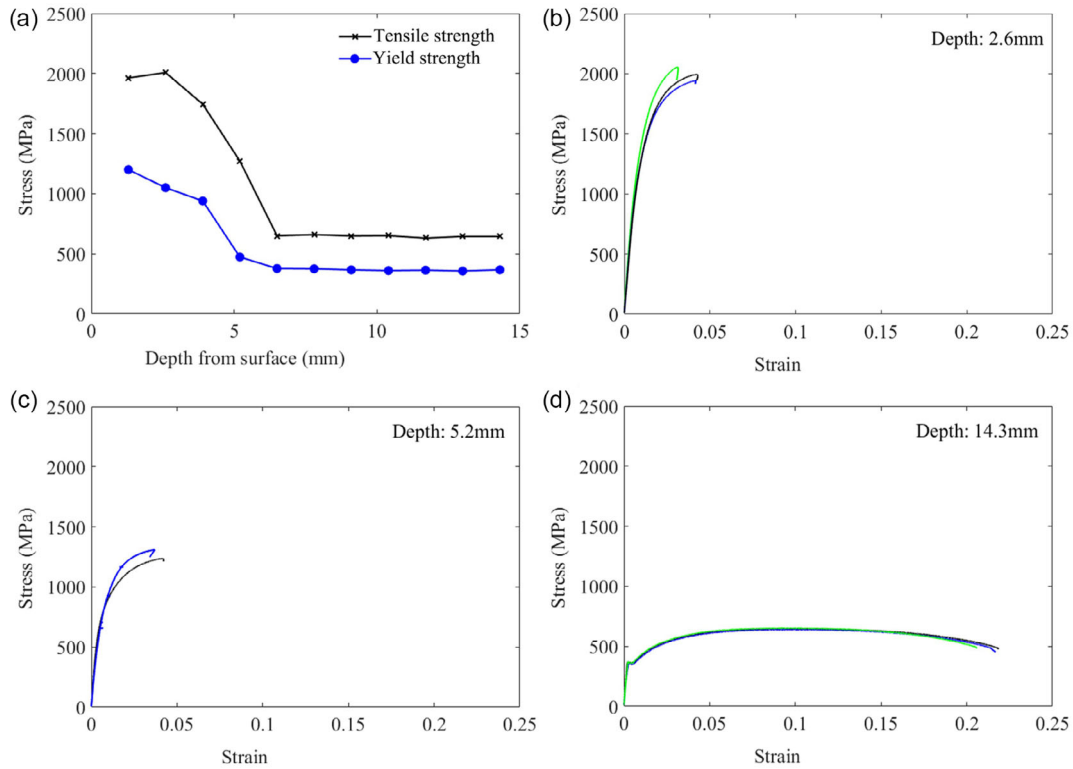 (a)
2500
2000
1500
1000
500
0
Stress (MPa)
Tensile strength
Yield strength
0 5 10 15
Depth from surface (mm)
(b)
2500
2000
1500
1000
500
0
Stress (MPa)
Depth: 2.6mm
0 0.05 0.1 0.15 0.2 0.25
Strain
(c)
2500
2000
1500
1000
500
0
Stress (MPa)
Depth: 5.2mm
0 0.05 0.1 0.15 0.2 0.25
Strain
(d)
2500
2000
1500
1000
500
0
Stress (MPa)
Depth: 14.3mm
0 0.05 0.1 0.15 0.2 0.25
Strain